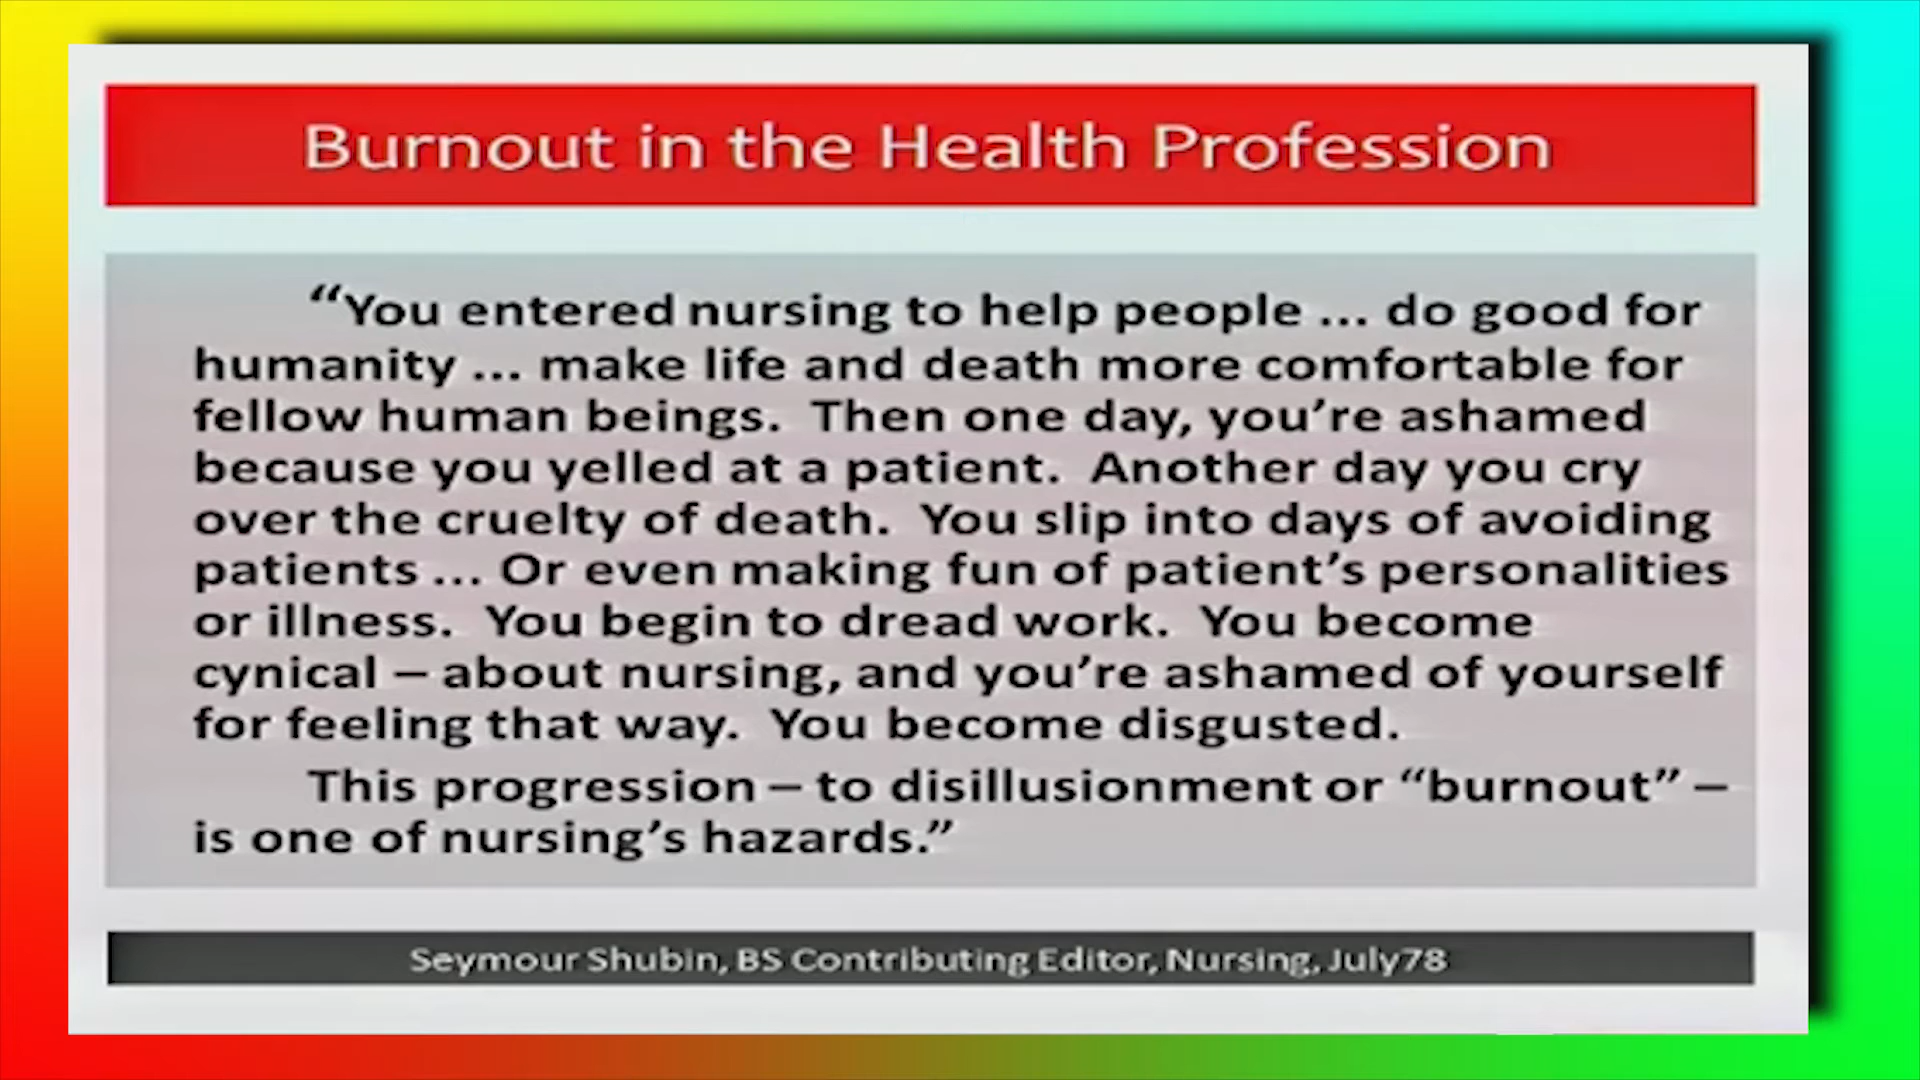 Burnout in the Health Profession
“You entered nursing to help people ... do good for
humanity ... make life and death more comfortable for
fellow human beings. Then one day, you’re ashamed
because you yelled at a patient. Another day you cry
over the cruelty of death. You slip into days of avoiding
patients ... Or even making fun of patient’s personalities
or illness. You begin to dread work. You become
cynical – about nursing, and you’re ashamed of yourself
for feeling that way. You become disgusted.
This progression – to disillusionment or “burnout” –
is one of nursing’s hazards.”
Seymour Shubin, BS Contributing Editor, Nursing, July78